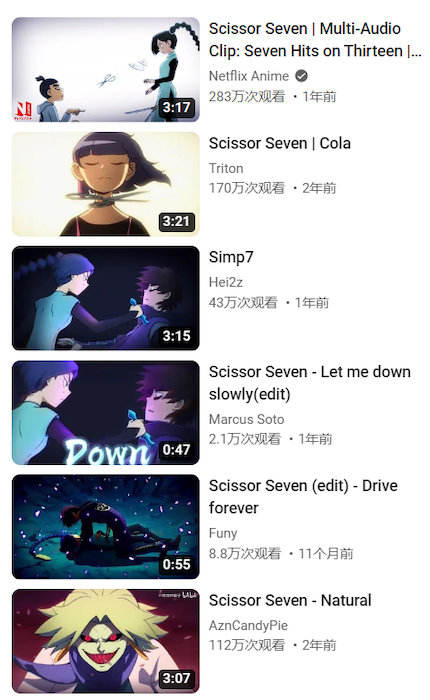 Scissor Seven | Multi-Audio
Clip: Seven Hits on Thirteen |...
Netflix Anime
283万次观看 • 1年前
N
3:17
Scissor Seven | Cola
Triton
170万次观看 • 2年前
3:21
Simp7
Hei2z
43万次观看 • 1年前
3:15
Scissor Seven - Let me down
slowly(edit)
Marcus Soto
2.1万次观看 • 1年前
Down
0:47
Scissor Seven (edit) - Drive
forever
Funy
8.8万次观看 • 11个月前
0:55
Scissor Seven - Natural
AznCandyPie
112万次观看 • 2年前
3:07